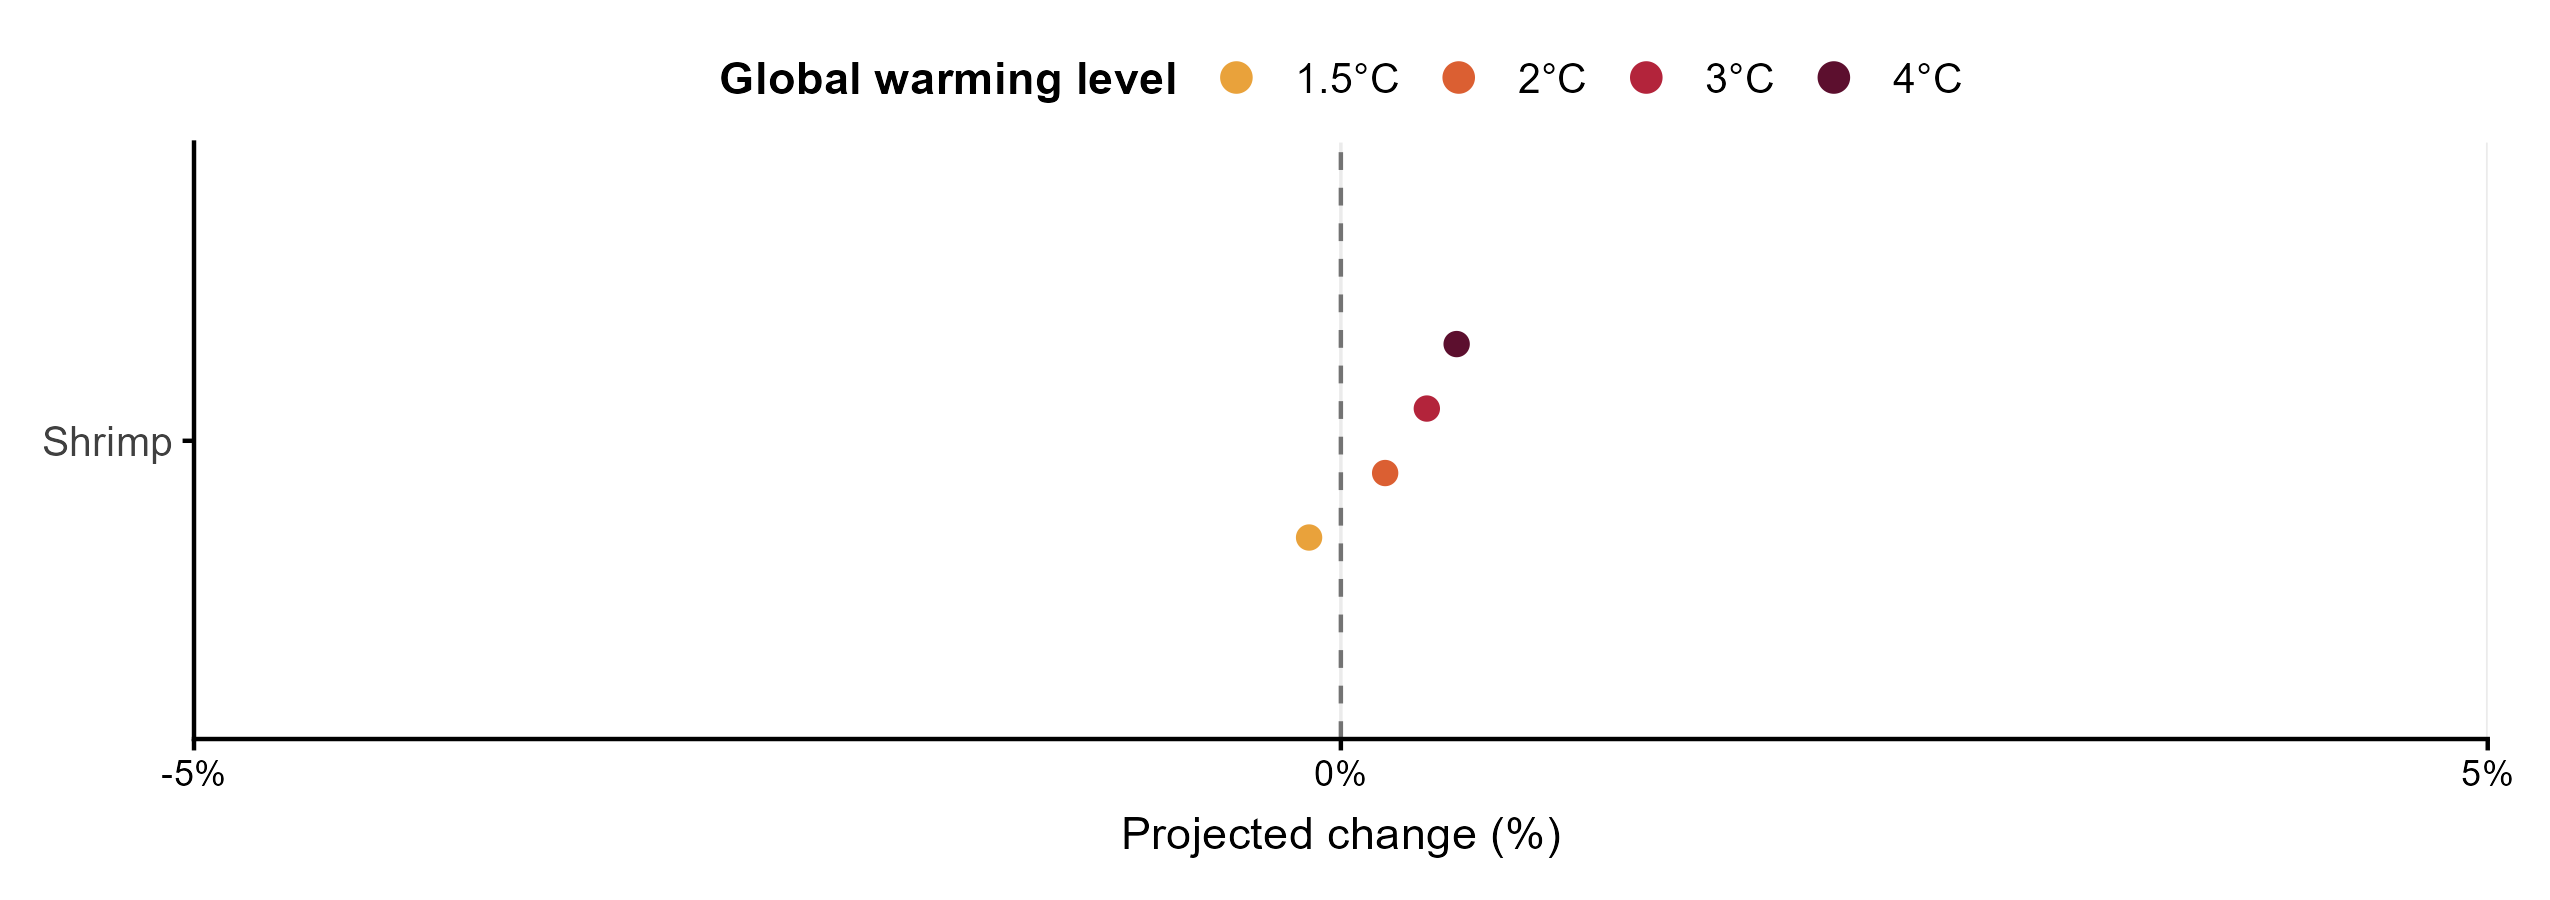 Global warming level 1.5°C 2°C 3°C 4°C
Shrimp
-5% 0% 5%
Projected change (%)